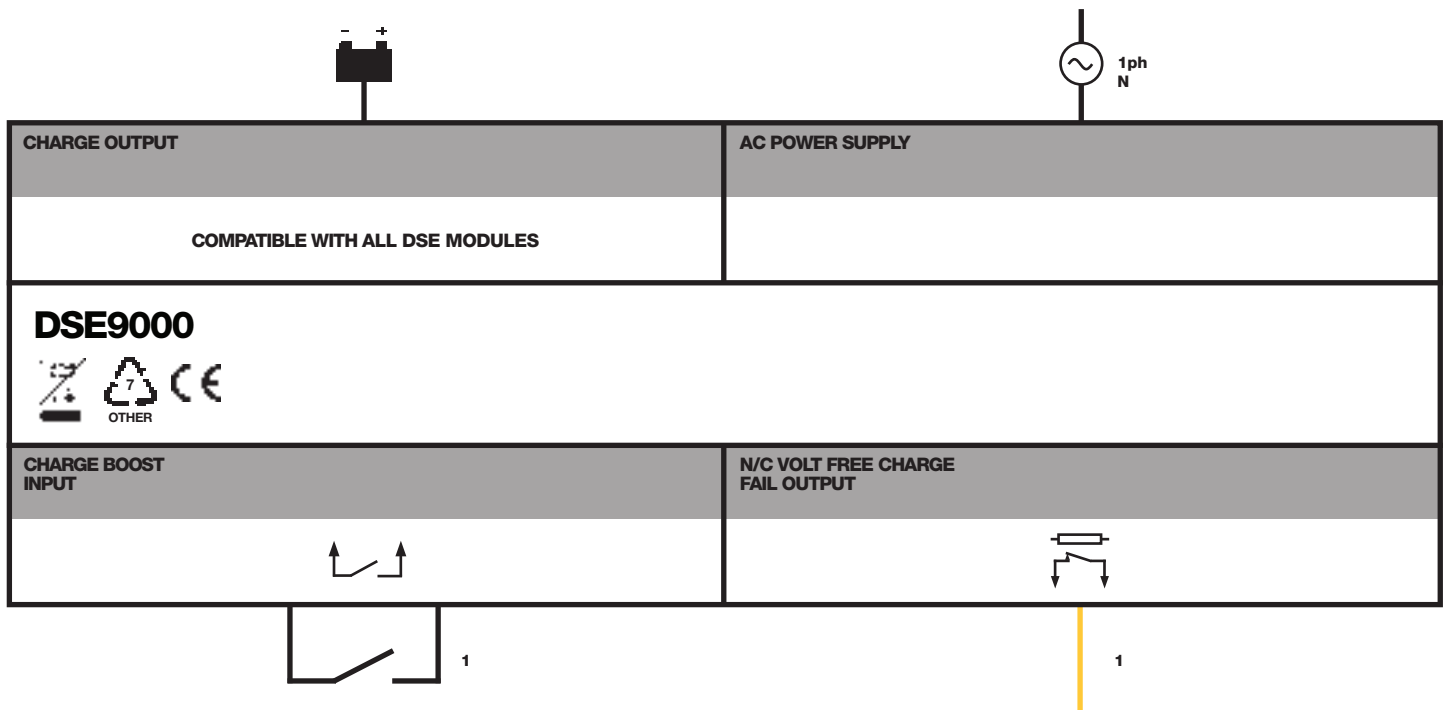 - +
1ph
N
CHARGE OUTPUT
AC POWER SUPPLY
COMPATIBLE WITH ALL DSE MODULES
DSE9000
7
OTHER
CE
CHARGE BOOST
INPUT
N/C VOLT FREE CHARGE
FAIL OUTPUT
1
1